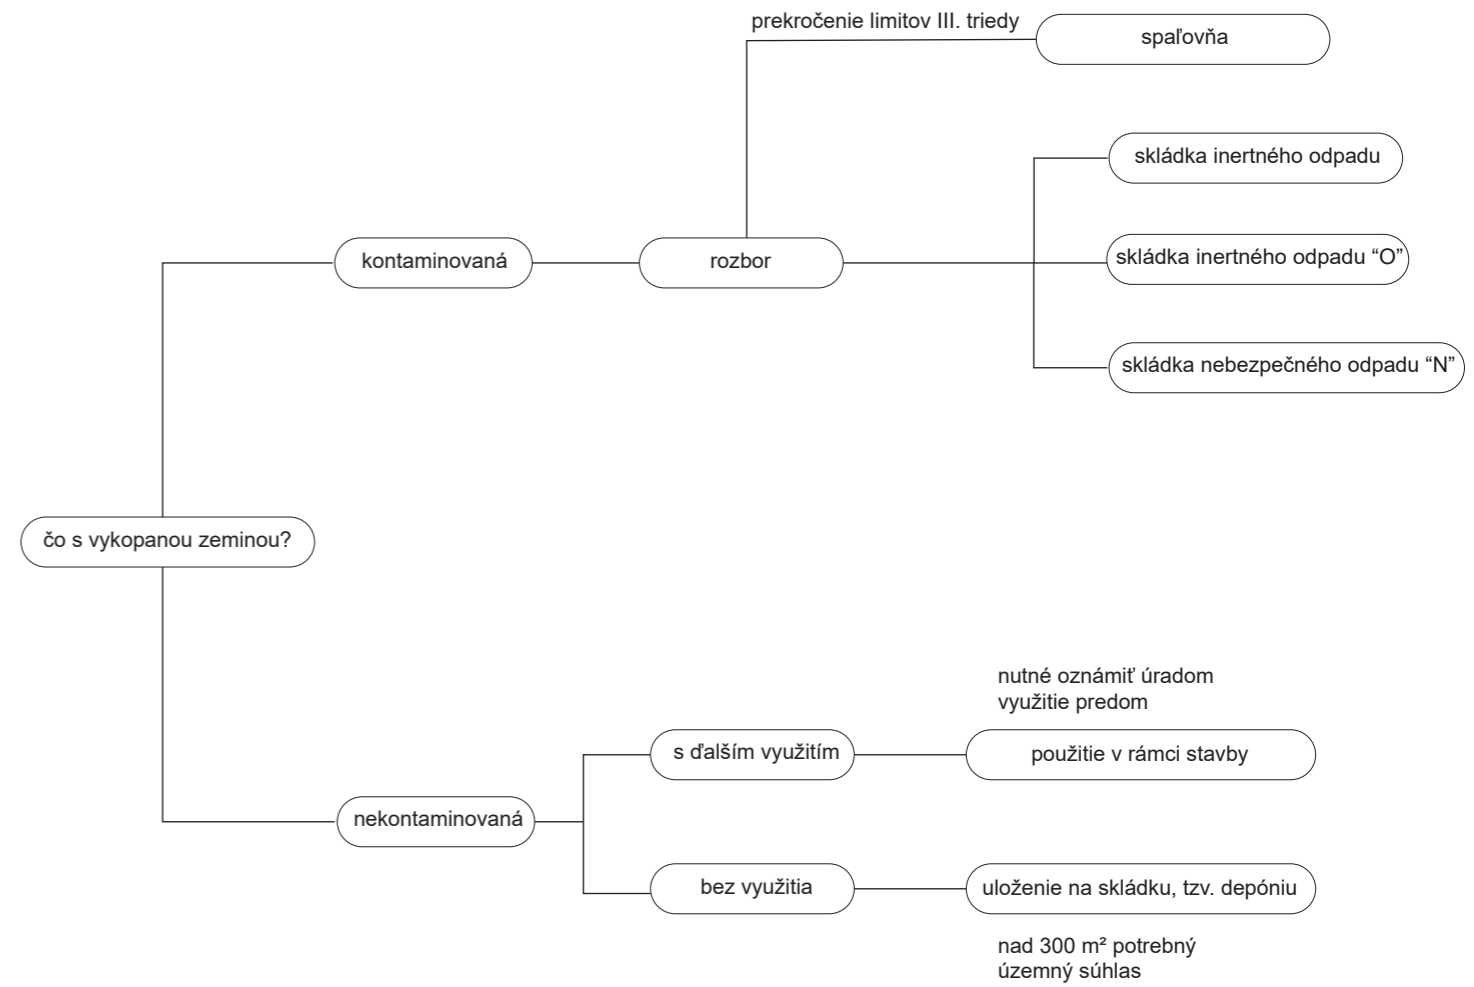 prekročenie limitov III. triedy
spaľovňa
skládka inertného odpadu
kontaminovaná
rozbor
skládka inertného odpadu “O”
skládka nebezpečného odpadu “N”
čo s vykopanou zeminou?
nutné oznámiť úradom
využitie predom
s ďalším využitím
použitie v rámci stavby
nekontaminovaná
bez využitia
uloženie na skládku, tzv. depóniu
nad 300 m² potrebný
územný súhlas